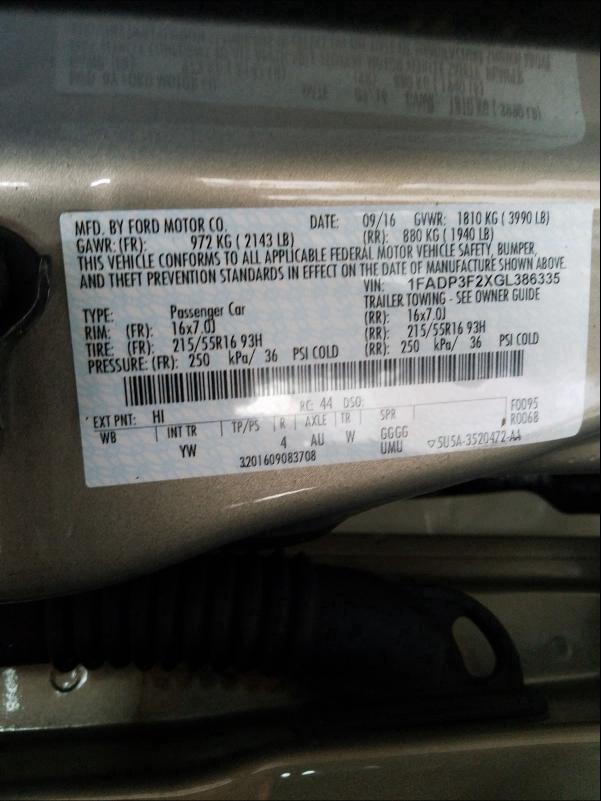 MFD. BY FORD MOTOR CO. DATE: 09/16 GVWR: 1810 KG ( 3990 LB)
GAWR: (FR): 972 KG ( 2143 LB) (RR): 880 KG ( 1940 LB)
THIS VEHICLE CONFORMS TO ALL APPLICABLE FEDERAL MOTOR VEHICLE SAFETY, BUMPER,
AND THEFT PREVENTION STANDARDS IN EFFECT ON THE DATE OF MANUFACTURE SHOWN ABOVE.
VIN: 1FADP3F2XGL386335
TYPE: Passenger Car TRAILER TOWING - SEE OWNER GUIDE
RIM: (FR): 16x7.0J (RR): 16x7.0J
TIRE: (FR): 215/55R16 93H (RR): 215/55R16 93H
PRESSURE: (FR): 250 kPa/ 36 PSI COLD (RR): 250 kPa/ 36 PSI COLD
EXT PNT: HI RC: 44 DSO: F0095
WB INT TR TP/PS R AXLE TR SPR R0068
YW 4 AU W GGGG
UMU ▽5U5A-3520472-AA
3201609083708